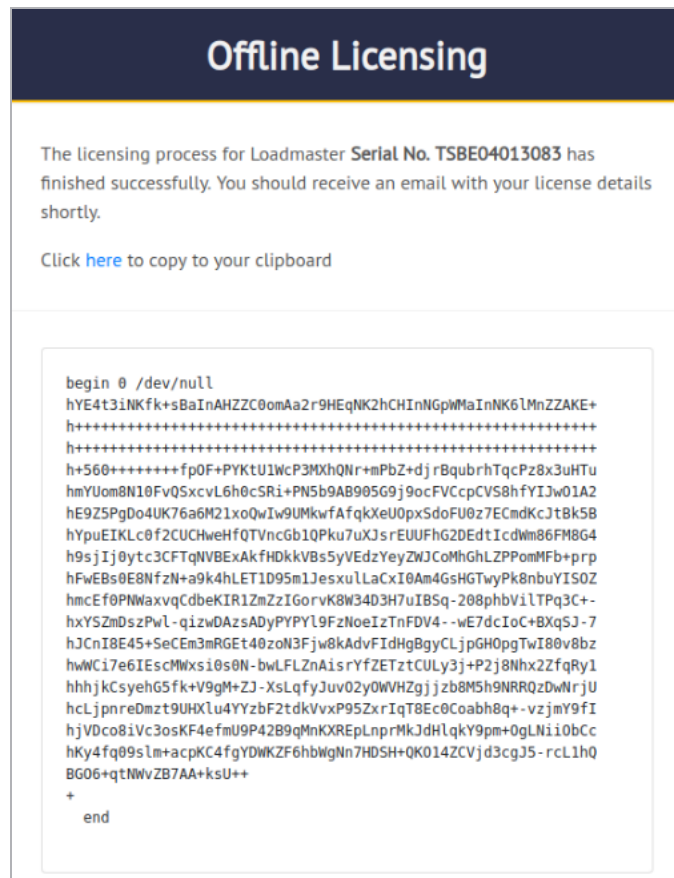 Offline Licensing
The licensing process for Loadmaster Serial No. TSBE04013083 has
finished successfully. You should receive an email with your license details
shortly.
Click here to copy to your clipboard
begin 0 /dev/null
hYE4t3iNKfk+sBaInAHZZC0omAa2r9HEqNK2hCHInNGpWMaInNK6lMnZZAKE+
h++++++++++++++++++++++++++++++++++++++++++++++++++++++++++++
h++++++++++++++++++++++++++++++++++++++++++++++++++++++++++++
h+560++++++++fpOF+PYKtU1WcP3MXhQNr+mPbZ+djrBqubrhTqcPz8x3uHTu
hmYUom8N10FvQSxcvL6h0cSRi+PN5b9AB905G9j9ocFVCcpCVS8hfYIJwO1A2
hE9Z5PgDo4UK76a6M21xoQwIw9UMkwfAfqkXeUOpxSdoFU0z7ECmdKcJtBk5B
hYpuEIKLc0f2CUCHweHfQTVncGb1QPku7uXJsrEUUFhG2DEdtIcdWm86FM8G4
h9sjIj0ytc3CFTqNVBExAkfHDkkVBs5yVEdzYeyZWJCoMhGhLZPPomMFb+prp
hFwEBs0E8NfzN+a9k4hLET1D95m1JesxulLaCxI0Am4GsHGTwyPk8nbuYISOZ
hmcEf0PNWaxvqCdbeKIR1ZmZzIGorvK8W34D3H7uIBSq-208phbVilTPq3C+-
hxYSZmDszPwl-qizwDAzsADyPYPYl9FzNoeIzTnFDV4--wE7dcIoC+BXqSJ-7
hJCnI8E45+SeCEm3mRGEt40zoN3Fjw8kAdvFIdHgBgyCLjpGHOpgTwI80v8bz
hwWCi7e6IEscMWxsi0s0N-bwLFLZnAisrYfZETztCULy3j+P2j8Nhx2ZfqRy1
hhhjkCsyehG5fk+V9gM+ZJ-XsLqfyJuvO2yOWVHZgjjzb8M5h9NRRQzDwNrjU
hcLjpnreDmzt9UHXlu4YYzbF2tdkVvxP95ZxrIqT8Ec0Coabh8q+-vzjmY9fI
hjVDco8iVc3osKF4efmU9P42B9qMnKXREpLnprMkJdHlqkY9pm+OgLNiiObCc
hKy4fq09slm+acpKC4fgYDWKZF6hbWgNn7HDSH+QKO14ZCVjd3cgJ5-rcL1hQ
BGO6+qtNWvZB7AA+ksU++
+
end